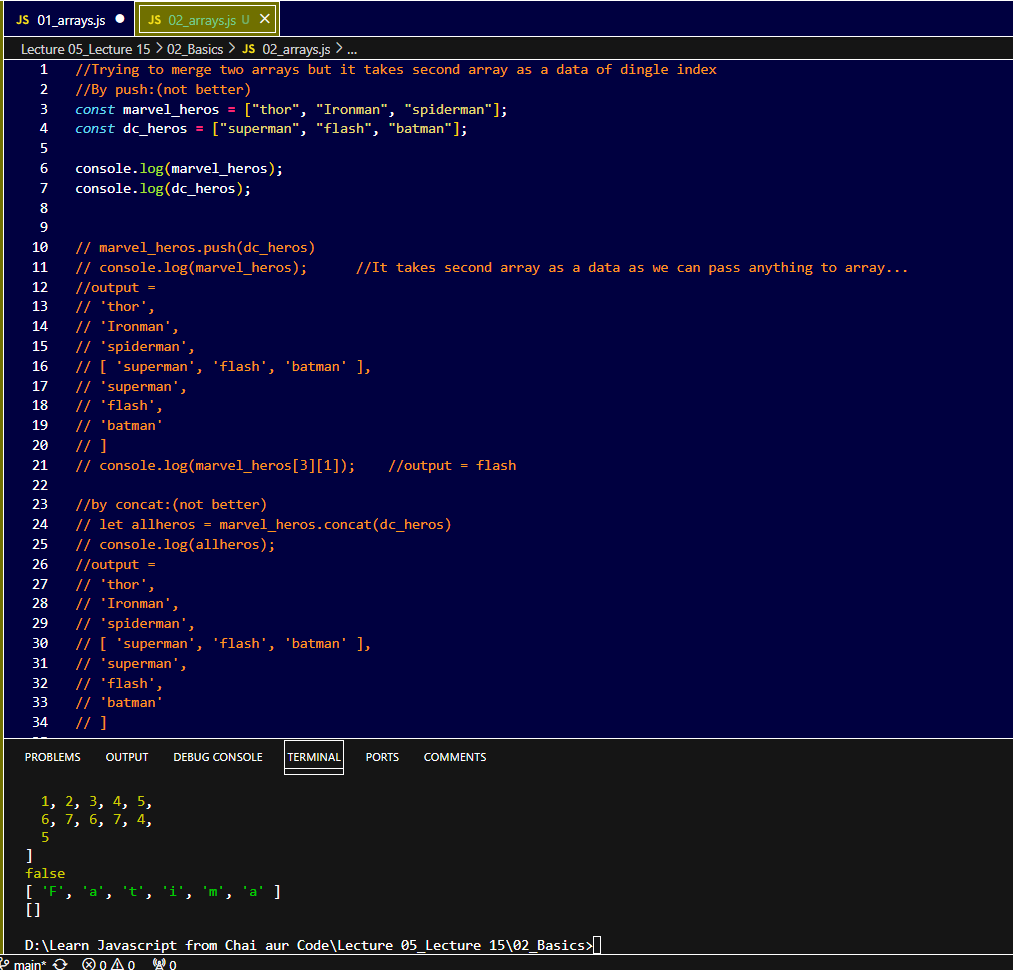 JS 01_arrays.js ● JS 02_arrays.js U ×
Lecture 05_Lecture 15 > 02_Basics > JS 02_arrays.js > ...
1 //Trying to merge two arrays but it takes second array as a data of dingle index
2 //By push:(not better)
3 const marvel_heros = ["thor", "Ironman", "spiderman"];
4 const dc_heros = ["superman", "flash", "batman"];
5
6 console.log(marvel_heros);
7 console.log(dc_heros);
8
9
10 // marvel_heros.push(dc_heros)
11 // console.log(marvel_heros); //It takes second array as a data as we can pass anything to array...
12 //output =
13 // 'thor',
14 // 'Ironman',
15 // 'spiderman',
16 // [ 'superman', 'flash', 'batman' ],
17 // 'superman',
18 // 'flash',
19 // 'batman'
20 // ]
21 // console.log(marvel_heros[3][1]); //output = flash
22
23 //by concat:(not better)
24 // let allheros = marvel_heros.concat(dc_heros)
25 // console.log(allheros);
26 //output =
27 // 'thor',
28 // 'Ironman',
29 // 'spiderman',
30 // [ 'superman', 'flash', 'batman' ],
31 // 'superman',
32 // 'flash',
33 // 'batman'
34 // ]
PROBLEMS OUTPUT DEBUG CONSOLE TERMINAL PORTS COMMENTS
1, 2, 3, 4, 5,
6, 7, 6, 7, 4,
5
]
false
[ 'F', 'a', 't', 'i', 'm', 'a' ]
[]
D:\Learn Javascript from Chai aur Code\Lecture 05_Lecture 15\02_Basics>
main* 0 0 0